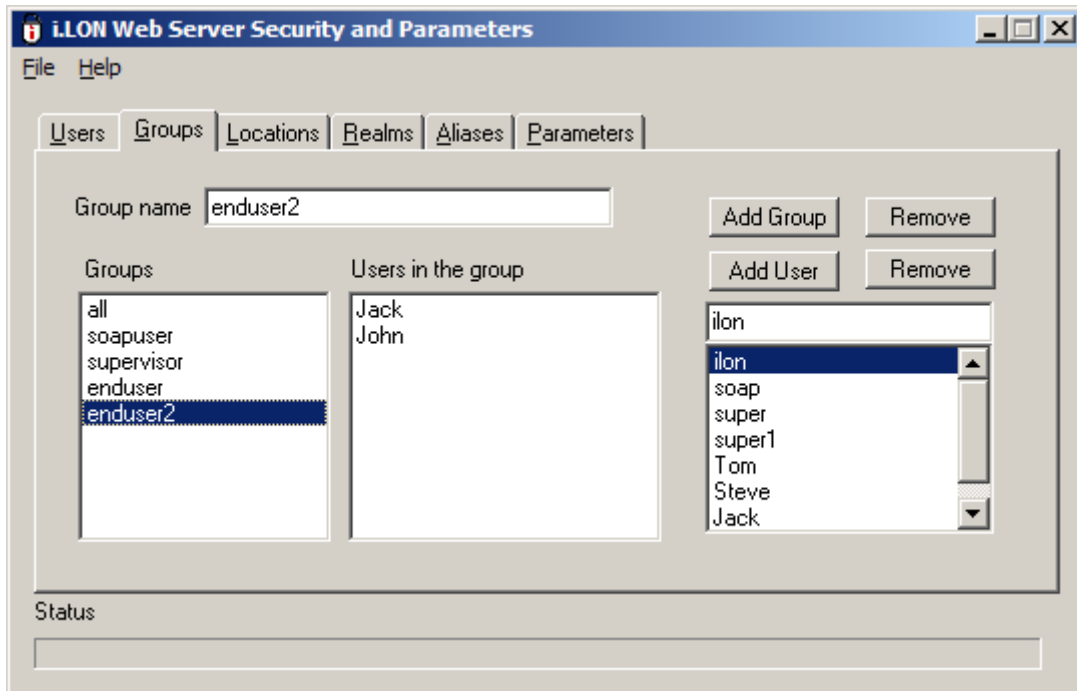 i.LON Web Server Security and Parameters
File Help
Users Groups Locations Realms Aliases Parameters
Group name enduser2
Add Group Remove
Groups Users in the group
Add User Remove
all
soapuser
supervisor
enduser
enduser2
Jack
John
ilon
ilon
soap
super
super1
Tom
Steve
Jack
Status